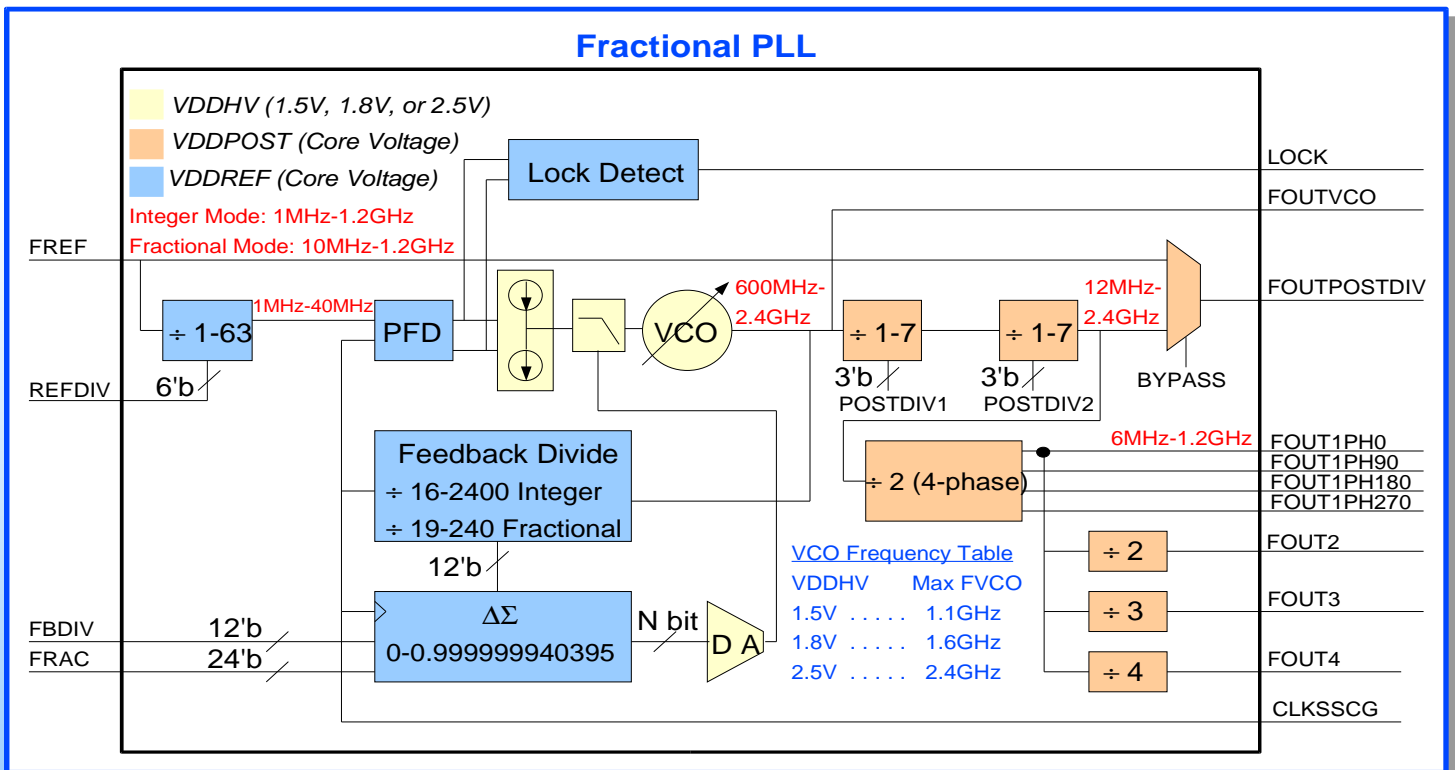 Fractional PLL
VDDHV (1.5V, 1.8V, or 2.5V)
VDDPOST (Core Voltage)
VDDREF (Core Voltage)
Integer Mode: 1MHz-1.2GHz
Fractional Mode: 10MHz-1.2GHz
Lock Detect
LOCK
FOUTVCO
FREF
÷ 1-63
1MHz-40MHz
PFD
VCO
600MHz-
2.4GHz
÷ 1-7
÷ 1-7
12MHz-
2.4GHz
FOUTPOSTDIV
BYPASS
REFDIV
6'b
3'b
POSTDIV1
3'b
POSTDIV2
Feedback Divide
÷ 16-2400 Integer
÷ 19-240 Fractional
12'b
÷ 2 (4-phase)
6MHz-1.2GHz
FOUT1PH0
FOUT1PH90
FOUT1PH180
FOUT1PH270
VCO Frequency Table
VDDHV Max FVCO
1.5V . . . . . 1.1GHz
1.8V . . . . . 1.6GHz
2.5V . . . . . 2.4GHz
÷ 2
FOUT2
÷ 3
FOUT3
÷ 4
FOUT4
FBDIV
12'b
FRAC
24'b
ΔΣ
0-0.999999940395
N bit
D A
CLKSSCG